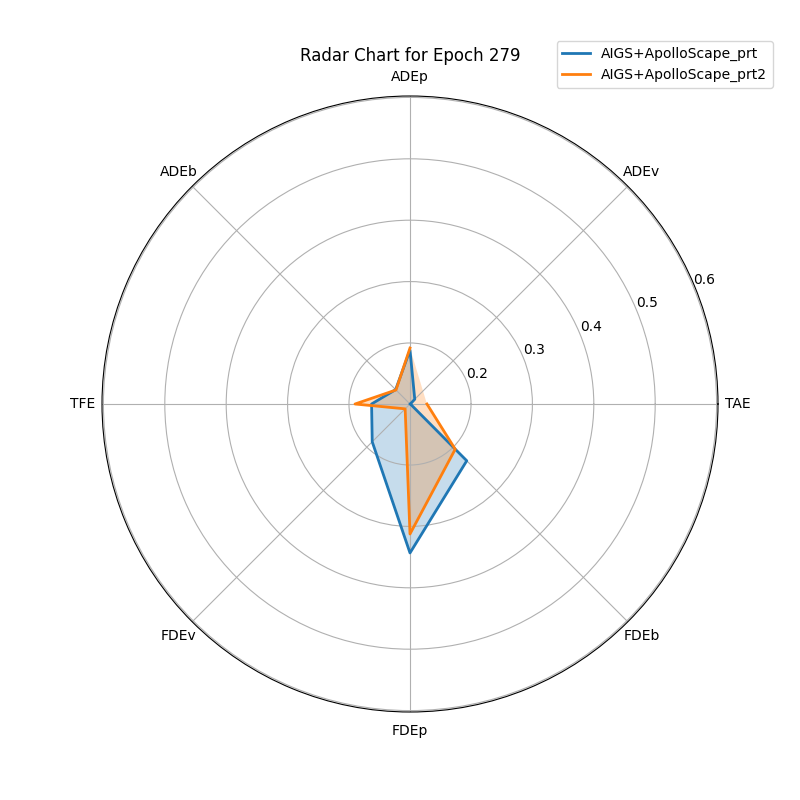 Radar Chart for Epoch 279
AIGS+ApolloScape_prt
AIGS+ApolloScape_prt2
ADEp
ADEb
ADEv
0.6
0.5
0.4
0.3
0.2
TFE
TAE
FDEv
FDEb
FDEp